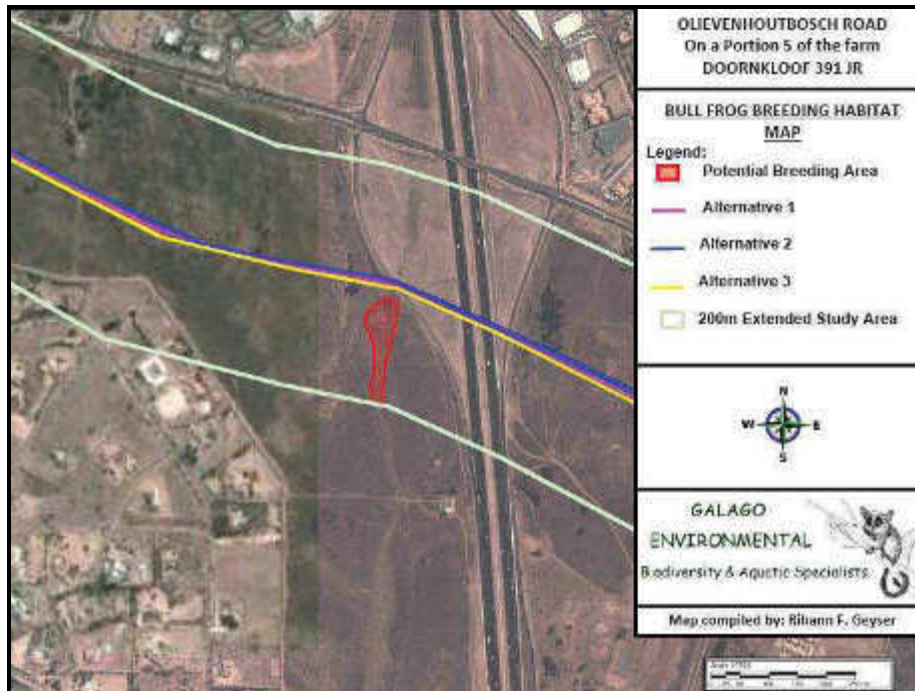 OLIEVENHOUTBOSCH ROAD
On a Portion 5 of the farm
DOORNKLOOF 391 JR
BULL FROG BREEDING HABITAT
MAP
Legend:
Potential Breeding Area
Alternative 1
Alternative 2
Alternative 3
200m Extended Study Area
N
W E
S
GALAGO
ENVIRONMENTAL
Biodiversity & Aquatic Specialists
Map compiled by: Rihann F. Geyser